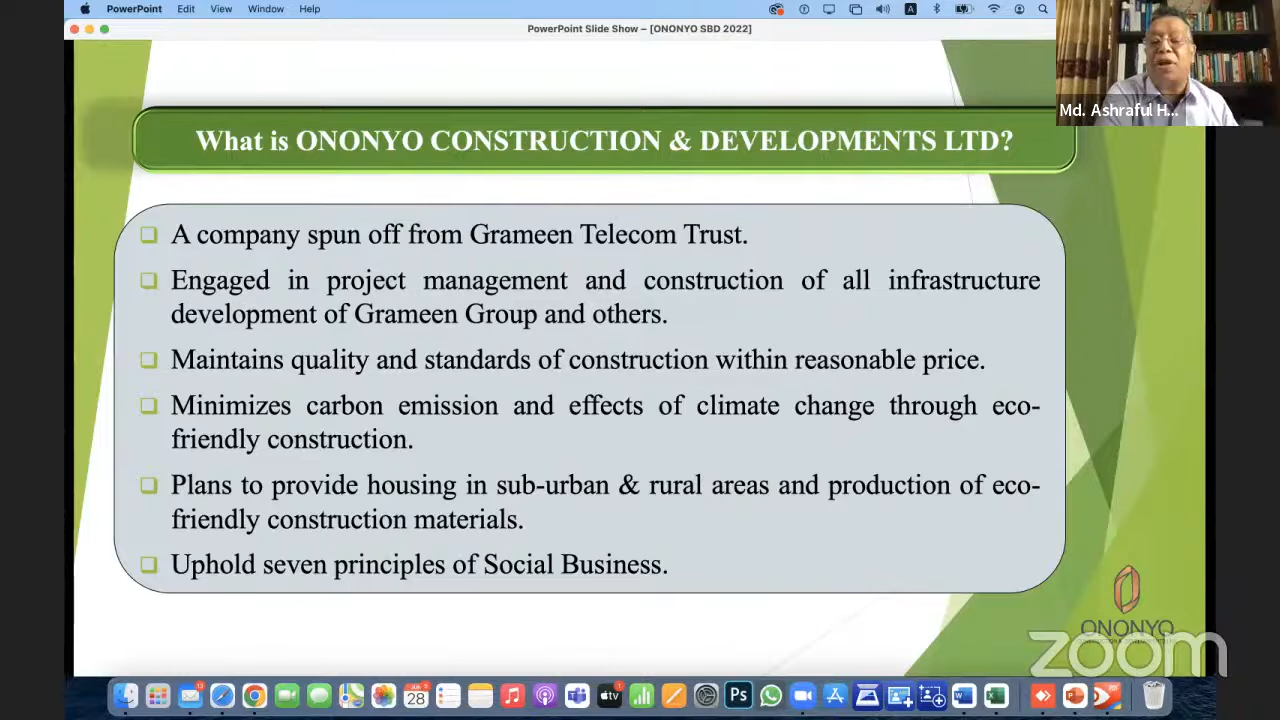 PowerPoint Edit View Window Help
PowerPoint Slide Show – [ONONYO SBD 2022]
Md. Ashraful H...
What is ONONYO CONSTRUCTION & DEVELOPMENTS LTD?
A company spun off from Grameen Telecom Trust.
Engaged in project management and construction of all infrastructure
development of Grameen Group and others.
Maintains quality and standards of construction within reasonable price.
Minimizes carbon emission and effects of climate change through eco-
friendly construction.
Plans to provide housing in sub-urban & rural areas and production of eco-
friendly construction materials.
Uphold seven principles of Social Business.
ONONYO
zoom
28
tv
Ps